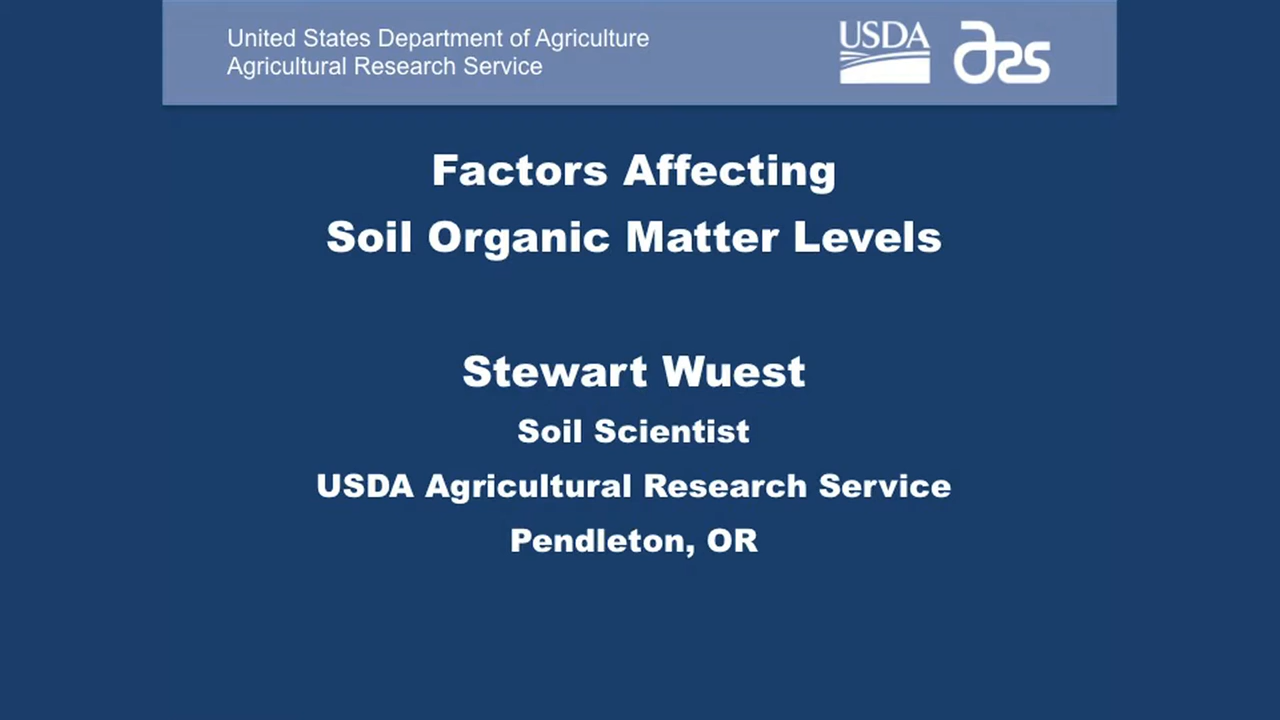 United States Department of Agriculture
Agricultural Research Service
USDA
ars
Factors Affecting
Soil Organic Matter Levels
Stewart Wuest
Soil Scientist
USDA Agricultural Research Service
Pendleton, OR